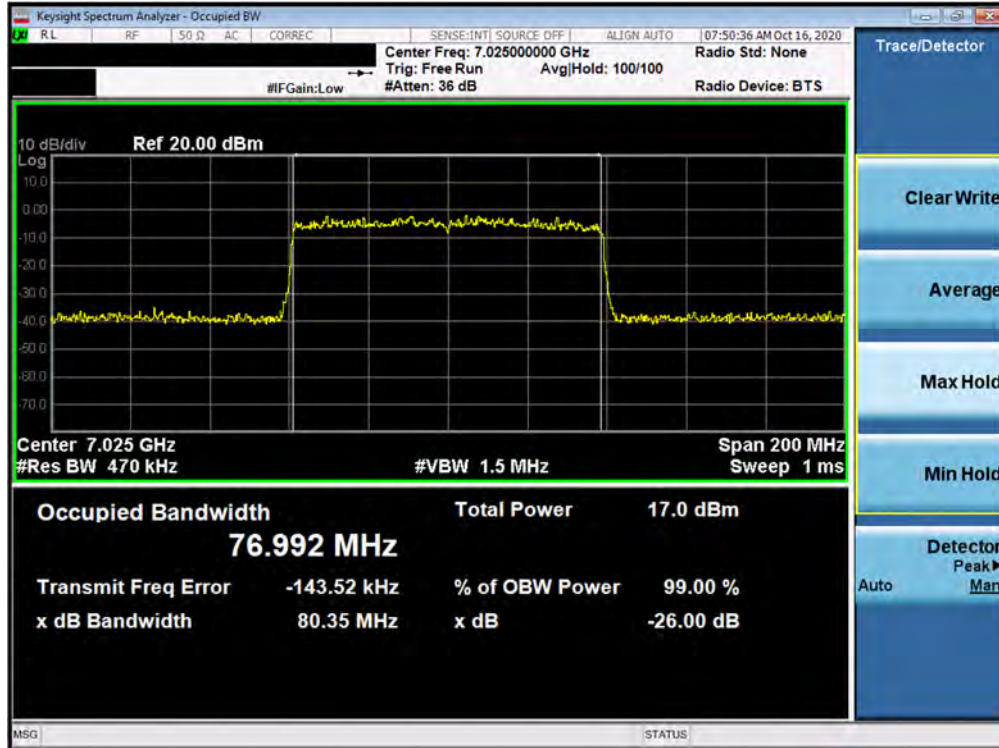 Keysight Spectrum Analyzer - Occupied BW
LXI RL RF 50 Ω AC CORREC SENSE:INT SOURCE OFF ALIGN AUTO 07:50:36 AM Oct 16, 2020
Center Freq: 7.025000000 GHz Radio Std: None
Trig: Free Run Avg|Hold: 100/100
#IFGain:Low #Atten: 36 dB Radio Device: BTS
10 dB/div Ref 20.00 dBm
Log
10.0
0.00
-10.0
-20.0
-30.0
-40.0
-50.0
-60.0
-70.0
Center 7.025 GHz Span 200 MHz
#Res BW 470 kHz #VBW 1.5 MHz Sweep 1 ms
Occupied Bandwidth Total Power 17.0 dBm
76.992 MHz
Transmit Freq Error -143.52 kHz % of OBW Power 99.00 %
x dB Bandwidth 80.35 MHz x dB -26.00 dB
MSG STATUS
Trace/Detector
Clear Write
Average
Max Hold
Min Hold
Detector
Peak▶
Auto Man